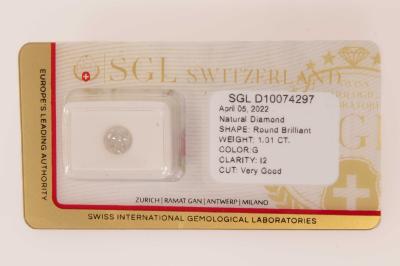 SGL SWITZERLAND
EUROPE'S LEADING AUTHORITY
SGL D10074297
April 05, 2022
Natural Diamond
SHAPE: Round Brilliant
WEIGHT: 1.01 CT.
COLOR:G
CLARITY: I2
CUT: Very Good
ZURICH | RAMAT GAN | ANTWERP | MILANO
SWISS INTERNATIONAL GEMOLOGICAL LABORATORIES